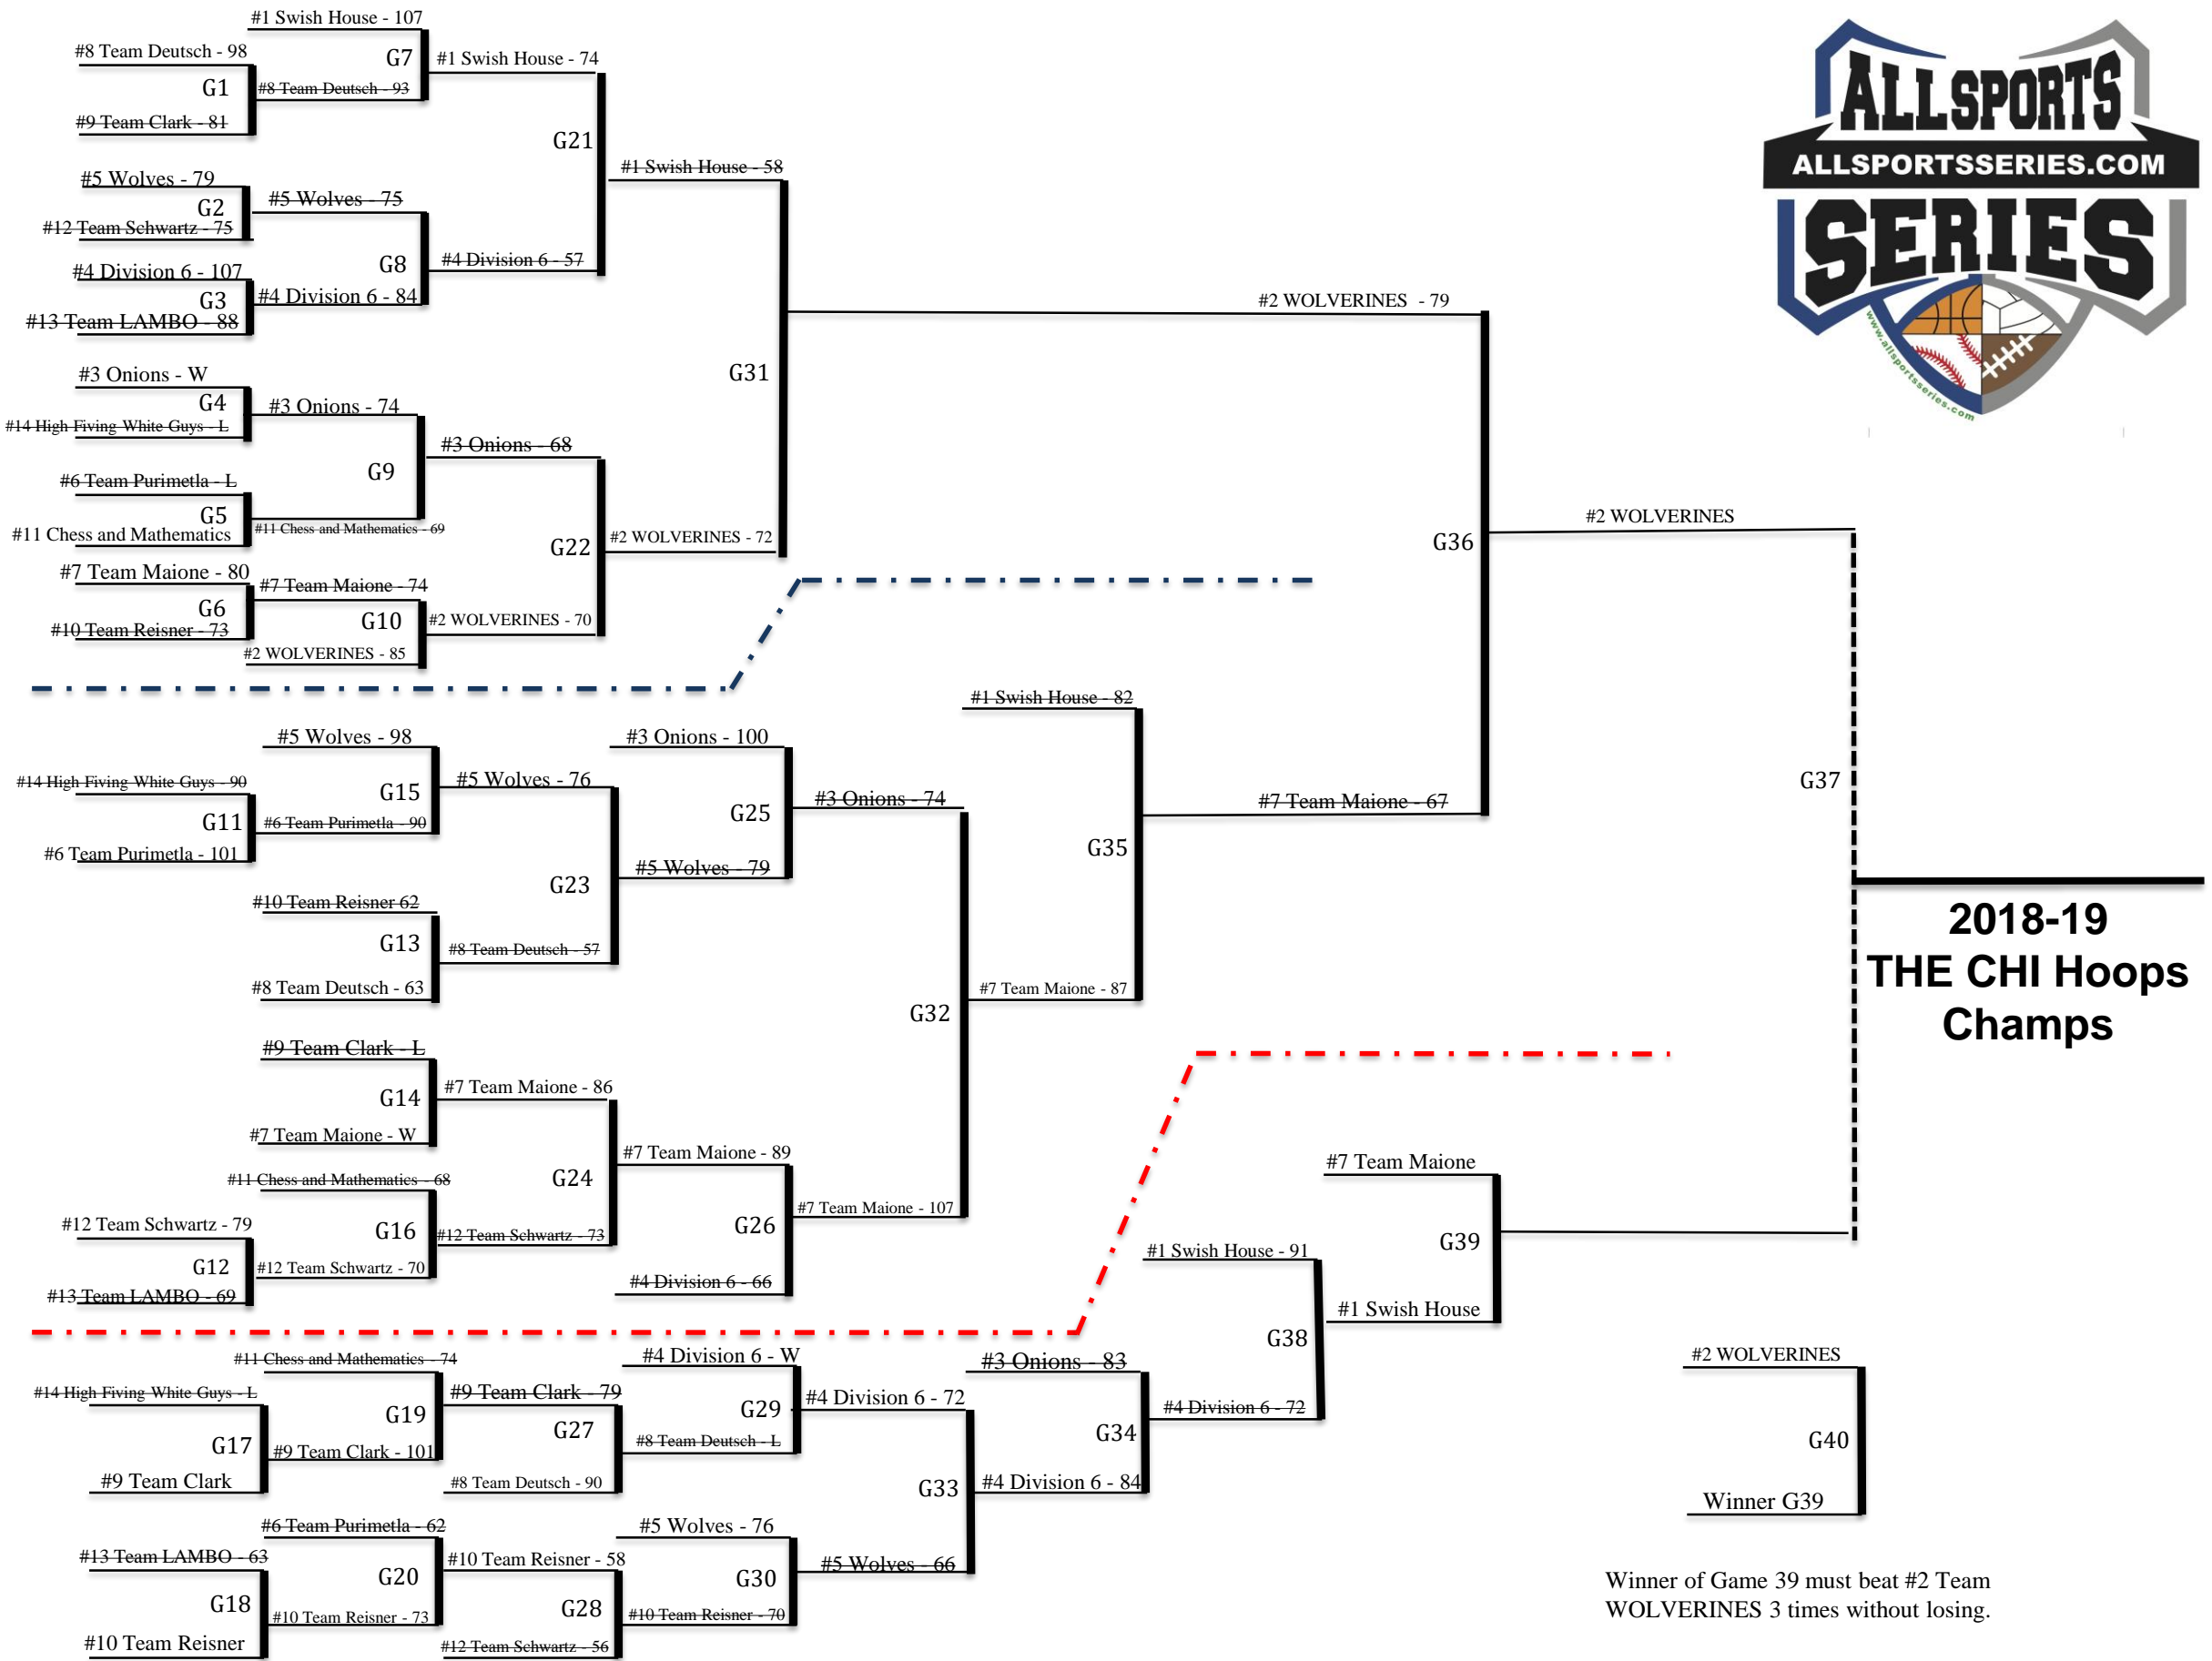 #1 Swish House - 107
#8 Team Deutsch - 98
G7
#1 Swish House - 74
G1
#8 Team Deutsch - 93
#9 Team Clark - 81
G21
#1 Swish House - 58
#5 Wolves - 79
G2
#5 Wolves - 75
#12 Team Schwartz - 75
G8
#4 Division 6 - 57
#4 Division 6 - 107
G3
#4 Division 6 - 84
#13 Team LAMBO - 88
#2 WOLVERINES - 79
G31
#3 Onions - W
G4
#3 Onions - 74
#14 High Fiving White Guys - L
#3 Onions - 68
G9
#6 Team Purimetla - L
G5
#11 Chess and Mathematics
#11 Chess and Mathematics - 69
G22
#2 WOLVERINES - 72
G36
#2 WOLVERINES
#7 Team Maione - 80
#7 Team Maione - 74
G6
G10
#2 WOLVERINES - 70
#10 Team Reisner - 73
#2 WOLVERINES - 85
#1 Swish House - 82
#5 Wolves - 98
#3 Onions - 100
#14 High Fiving White Guys - 90
G15
#5 Wolves - 76
G37
G11
#6 Team Purimetla - 90
G25
#3 Onions - 74
#7 Team Maione - 67
#6 Team Purimetla - 101
G35
#5 Wolves - 79
G23
#10 Team Reisner 62
G13
#8 Team Deutsch - 57
#8 Team Deutsch - 63
#7 Team Maione - 87
G32
#9 Team Clark - L
G14
#7 Team Maione - 86
#7 Team Maione - W
#7 Team Maione - 89
#11 Chess and Mathematics - 68
G24
#12 Team Schwartz - 79
G16
#12 Team Schwartz - 73
G26
#7 Team Maione - 107
G12
#12 Team Schwartz - 70
#13 Team LAMBO - 69
#4 Division 6 - 66
#7 Team Maione
G39
#1 Swish House - 91
#1 Swish House
G38
#11 Chess and Mathematics - 74
#4 Division 6 - W
#3 Onions - 83
#2 WOLVERINES
#14 High Fiving White Guys - L
#9 Team Clark - 79
#4 Division 6 - 72
#4 Division 6 - 72
G19
G29
G27
G34
G17
#9 Team Clark - 101
#8 Team Deutsch - L
G40
#9 Team Clark
#8 Team Deutsch - 90
G33
#4 Division 6 - 84
Winner G39
#6 Team Purimetla - 62
#5 Wolves - 76
#13 Team LAMBO - 63
#10 Team Reisner - 58
#5 Wolves - 66
G20
G30
G18
#10 Team Reisner - 73
G28
#10 Team Reisner - 70
#10 Team Reisner
#12 Team Schwartz - 56
Winner of Game 39 must beat #2 Team
WOLVERINES 3 times without losing.
2018-19
THE CHI Hoops
Champs
ALLSPORTS
ALLSPORTSSERIES.COM
SERIES
www.allsportsseries.com